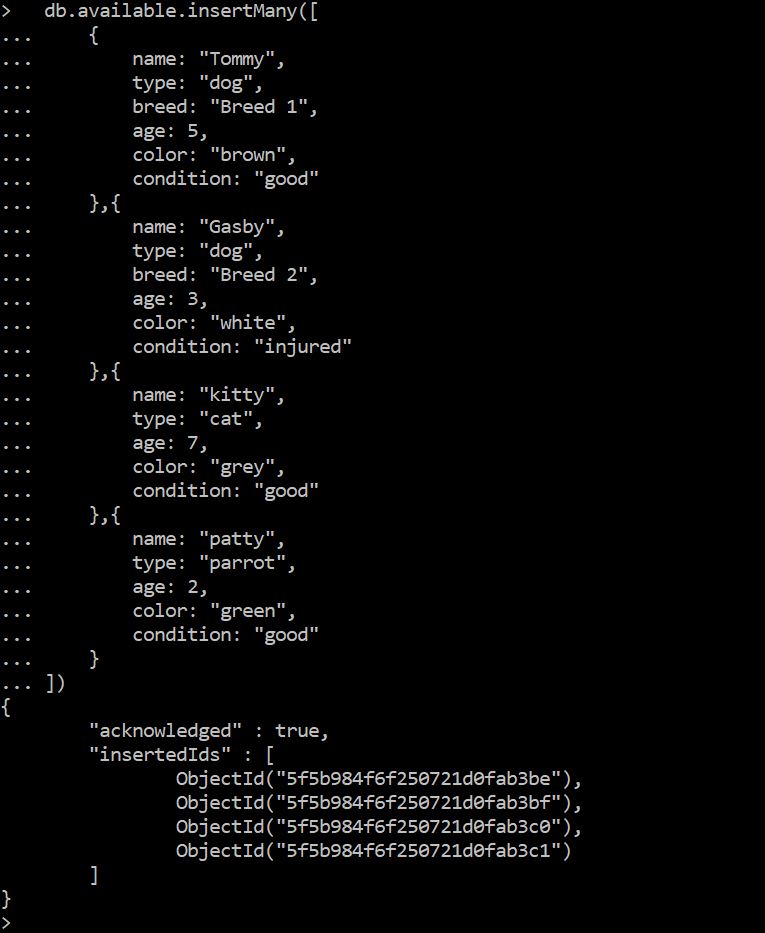 >   db.available.insertMany([
...     {
...         name: "Tommy",
...         type: "dog",
...         breed: "Breed 1",
...         age: 5,
...         color: "brown",
...         condition: "good"
...     },{
...         name: "Gasby",
...         type: "dog",
...         breed: "Breed 2",
...         age: 3,
...         color: "white",
...         condition: "injured"
...     },{
...         name: "kitty",
...         type: "cat",
...         age: 7,
...         color: "grey",
...         condition: "good"
...     },{
...         name: "patty",
...         type: "parrot",
...         age: 2,
...         color: "green",
...         condition: "good"
...     }
... ])
{
        "acknowledged" : true,
        "insertedIds" : [
                ObjectId("5f5b984f6f250721d0fab3be"),
                ObjectId("5f5b984f6f250721d0fab3bf"),
                ObjectId("5f5b984f6f250721d0fab3c0"),
                ObjectId("5f5b984f6f250721d0fab3c1")
        ]
}
>